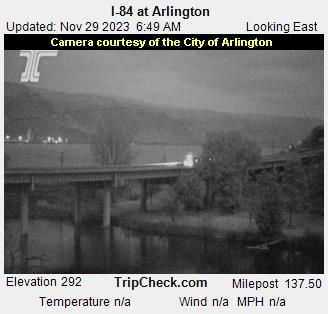 I-84 at Arlington
Updated: Nov 29 2023 6:49 AM Looking East
Camera courtesy of the City of Arlington
Elevation 292 TripCheck.com Milepost 137.50
Temperature n/a Wind n/a MPH n/a